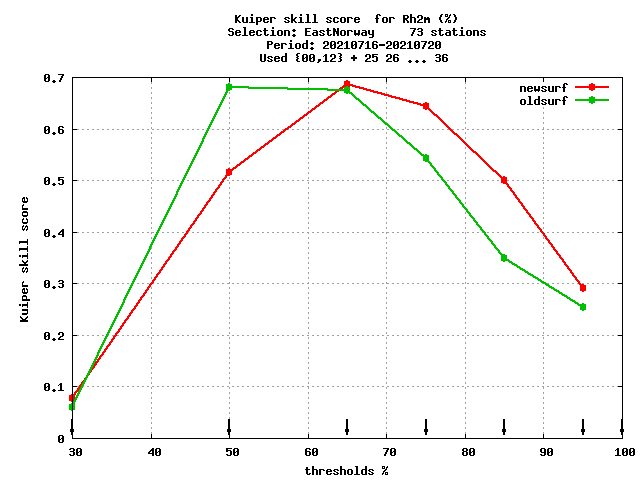 Kuiper skill score  for Rh2m (%)
Selection: EastNorway     73 stations
Period: 20210716-20210720
Used {00,12} + 25 26 ... 36
newsurf
oldsurf
Kuiper skill score
0.7
0.6
0.5
0.4
0.3
0.2
0.1
0
30 40 50 60 70 80 90 100
thresholds %